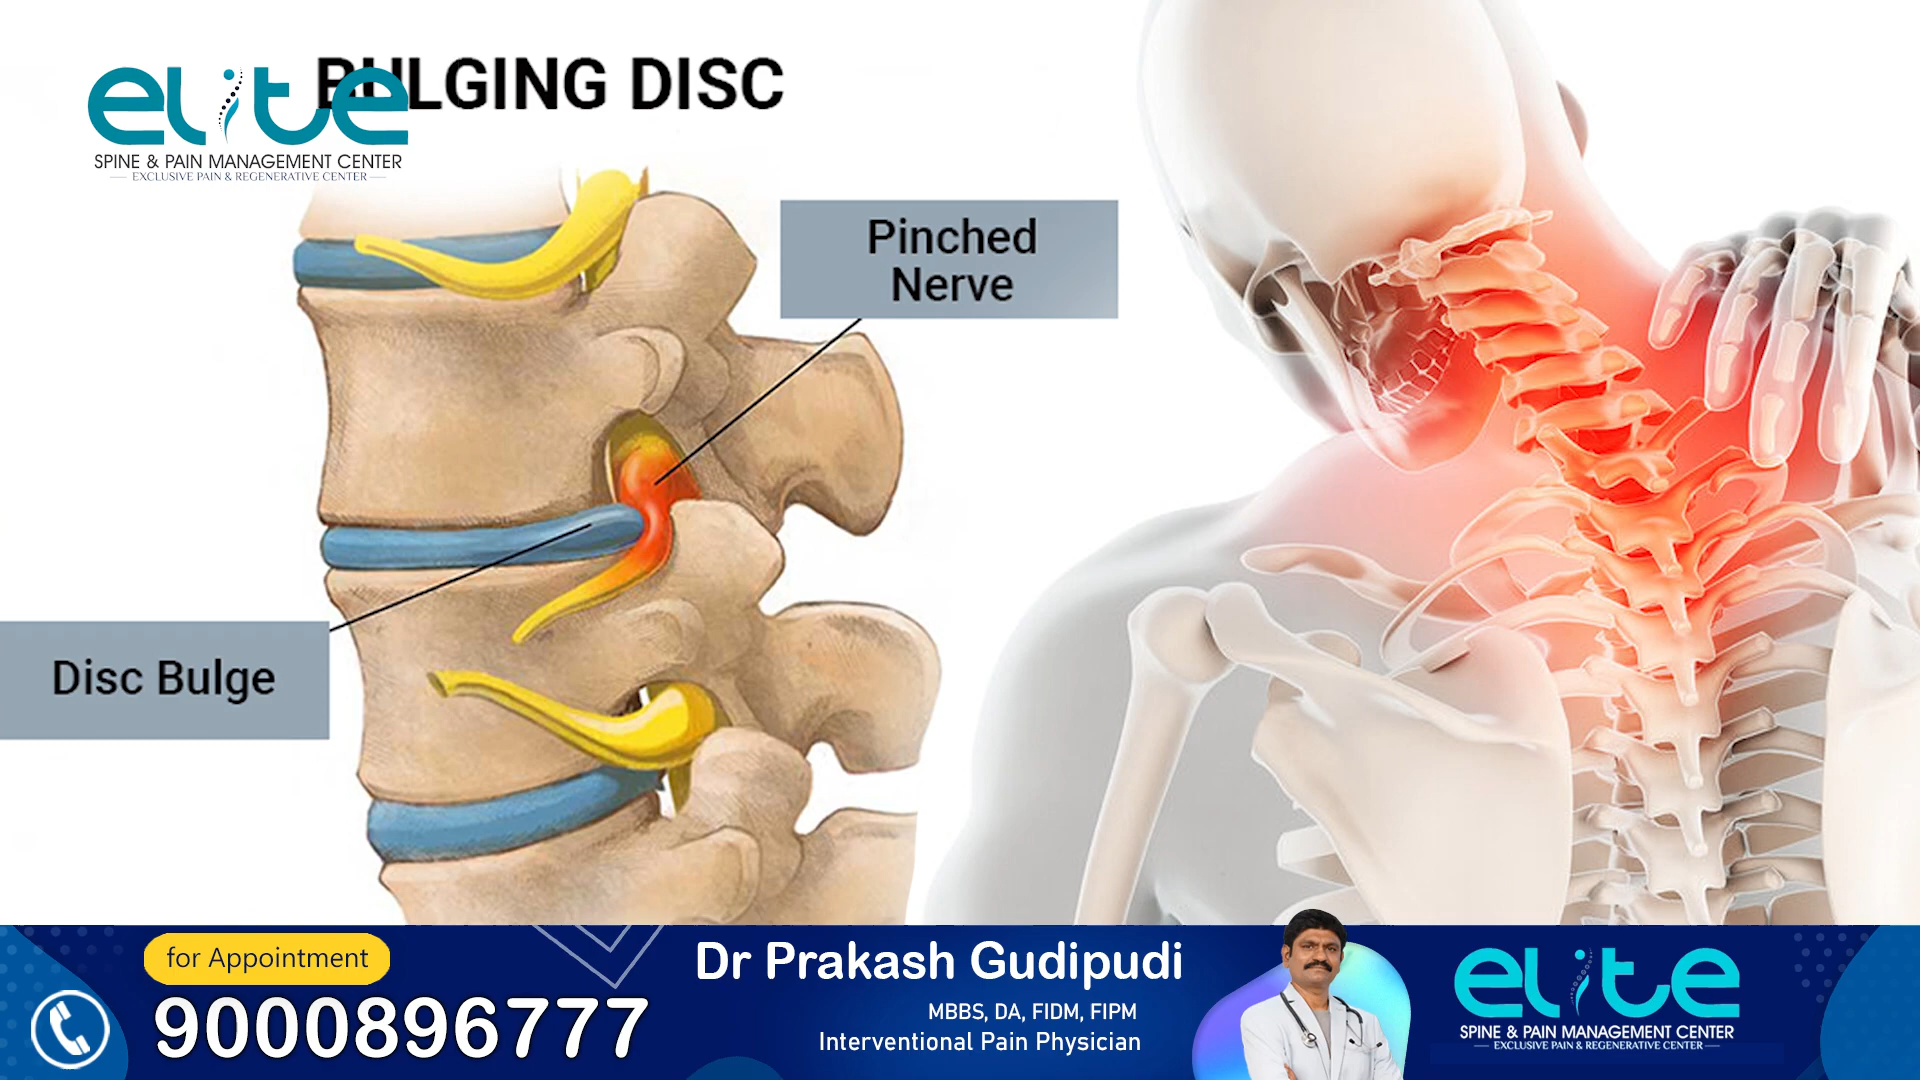 BULGING DISC
elite
SPINE & PAIN MANAGEMENT CENTER
EXCLUSIVE PAIN & REGENERATIVE CENTER
Pinched
Nerve
Disc Bulge
for Appointment
9000896777
Dr Prakash Gudipudi
MBBS, DA, FIDM, FIPM
Interventional Pain Physician
elite
SPINE & PAIN MANAGEMENT CENTER
EXCLUSIVE PAIN & REGENERATIVE CENTER